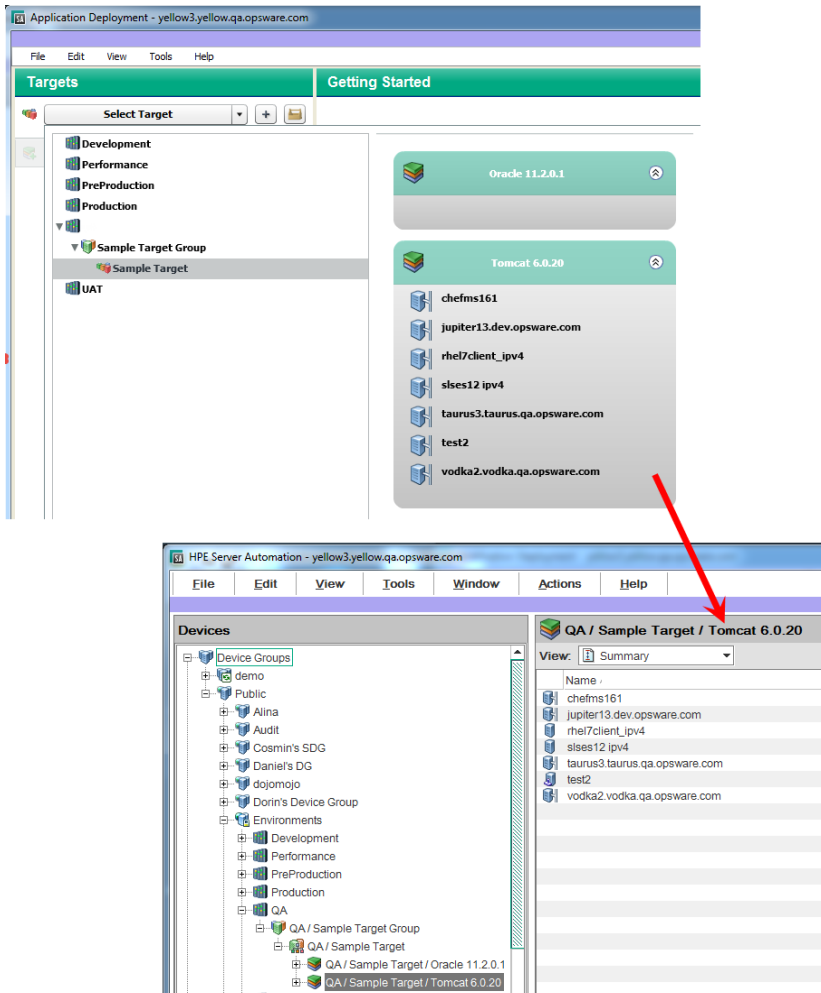 Application Deployment - yellow3.yellow.qa.opsware.com
File Edit View Tools Help
Targets
Getting Started
Select Target
Development
Performance
PreProduction
Production
Sample Target Group
Sample Target
UAT
Oracle 11.2.0.1
Tomcat 6.0.20
chefms161
jupiter13.dev.opsware.com
rhel7client_ipv4
slses12 ipv4
taurus3.taurus.qa.opsware.com
test2
vodka2.vodka.qa.opsware.com
HPE Server Automation - yellow3.yellow.qa.opsware.com
File Edit View Tools Window Actions Help
Devices
Device Groups
demo
Public
Alina
Audit
Cosmin's SDG
Daniel's DG
dojomojo
Dorin's Device Group
Environments
Development
Performance
PreProduction
Production
QA
QA / Sample Target Group
QA / Sample Target
QA / Sample Target / Oracle 11.2.0.1
QA / Sample Target / Tomcat 6.0.20
QA / Sample Target / Tomcat 6.0.20
View: Summary
Name
chefms161
jupiter13.dev.opsware.com
rhel7client_ipv4
slses12 ipv4
taurus3.taurus.qa.opsware.com
test2
vodka2.vodka.qa.opsware.com